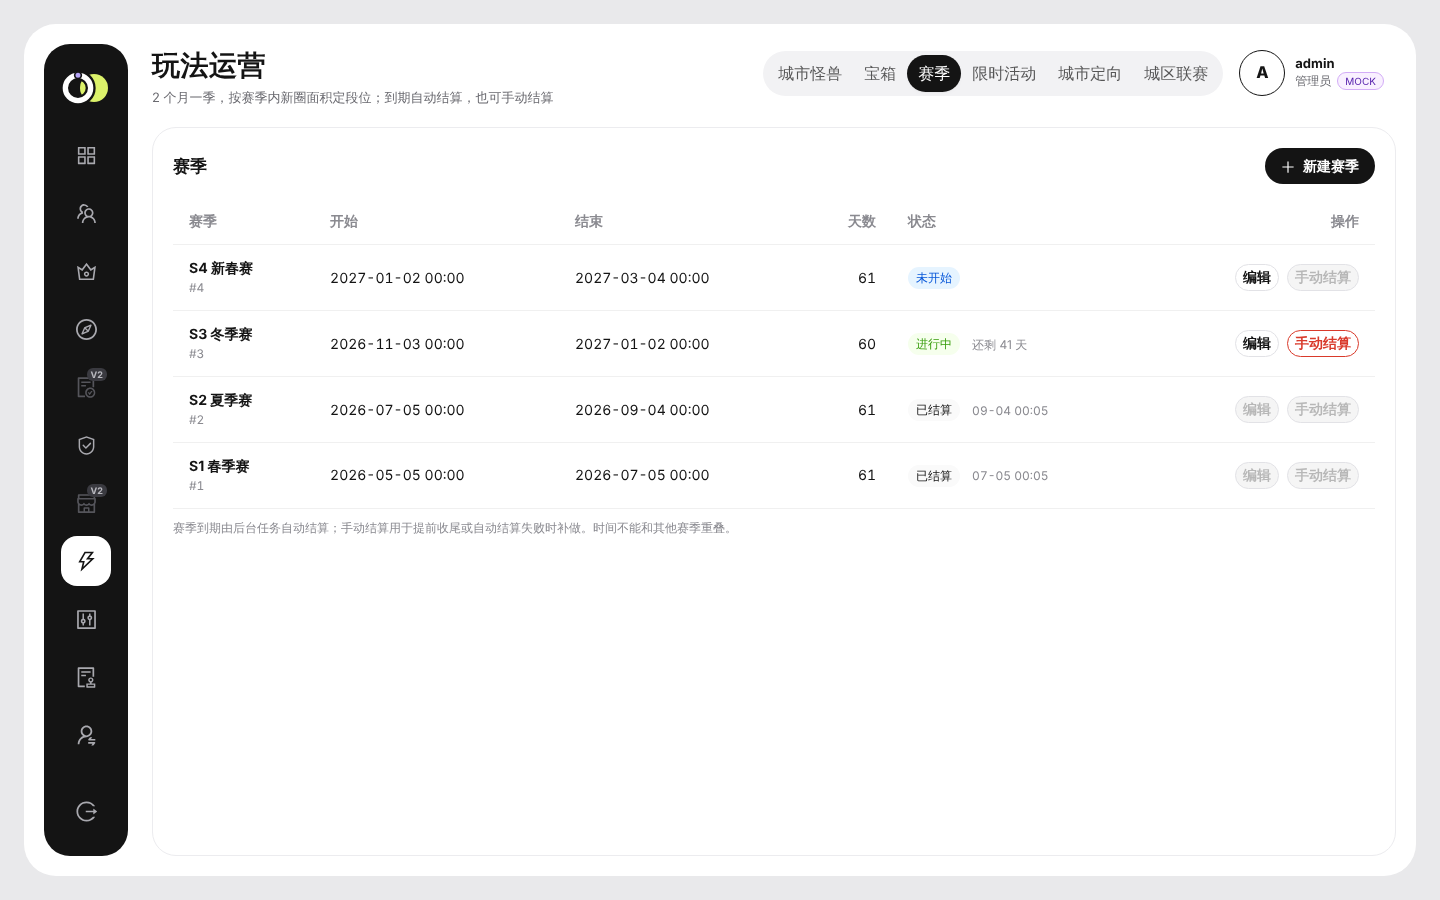 玩法运营
2 个月一季，按赛季内新圈面积定段位；到期自动结算，也可手动结算
城市怪兽 宝箱 赛季 限时活动 城市定向 城区联赛
A
admin
管理员 MOCK
V2
V2
赛季
+ 新建赛季
赛季 开始 结束 天数 状态 操作
S4 新春赛
#4
2027-01-02 00:00 2027-03-04 00:00 61 未开始 编辑 手动结算
S3 冬季赛
#3
2026-11-03 00:00 2027-01-02 00:00 60 进行中 还剩 41 天 编辑 手动结算
S2 夏季赛
#2
2026-07-05 00:00 2026-09-04 00:00 61 已结算 09-04 00:05 编辑 手动结算
S1 春季赛
#1
2026-05-05 00:00 2026-07-05 00:00 61 已结算 07-05 00:05 编辑 手动结算
赛季到期由后台任务自动结算；手动结算用于提前收尾或自动结算失败时补做。时间不能和其他赛季重叠。